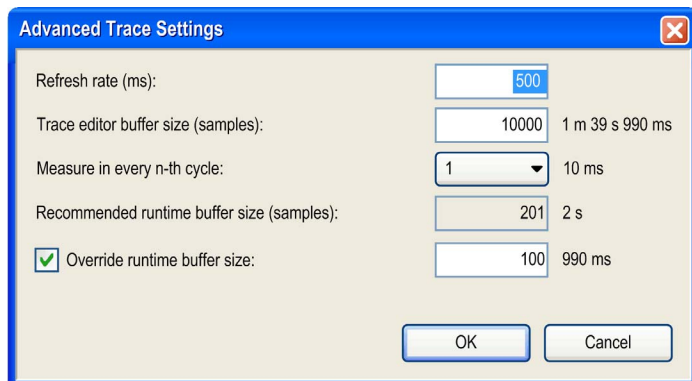 Advanced Trace Settings
Refresh rate (ms): 500
Trace editor buffer size (samples): 10000 1 m 39 s 990 ms
Measure in every n-th cycle: 1 10 ms
Recommended runtime buffer size (samples): 201 2 s
Override runtime buffer size: 100 990 ms
OK Cancel